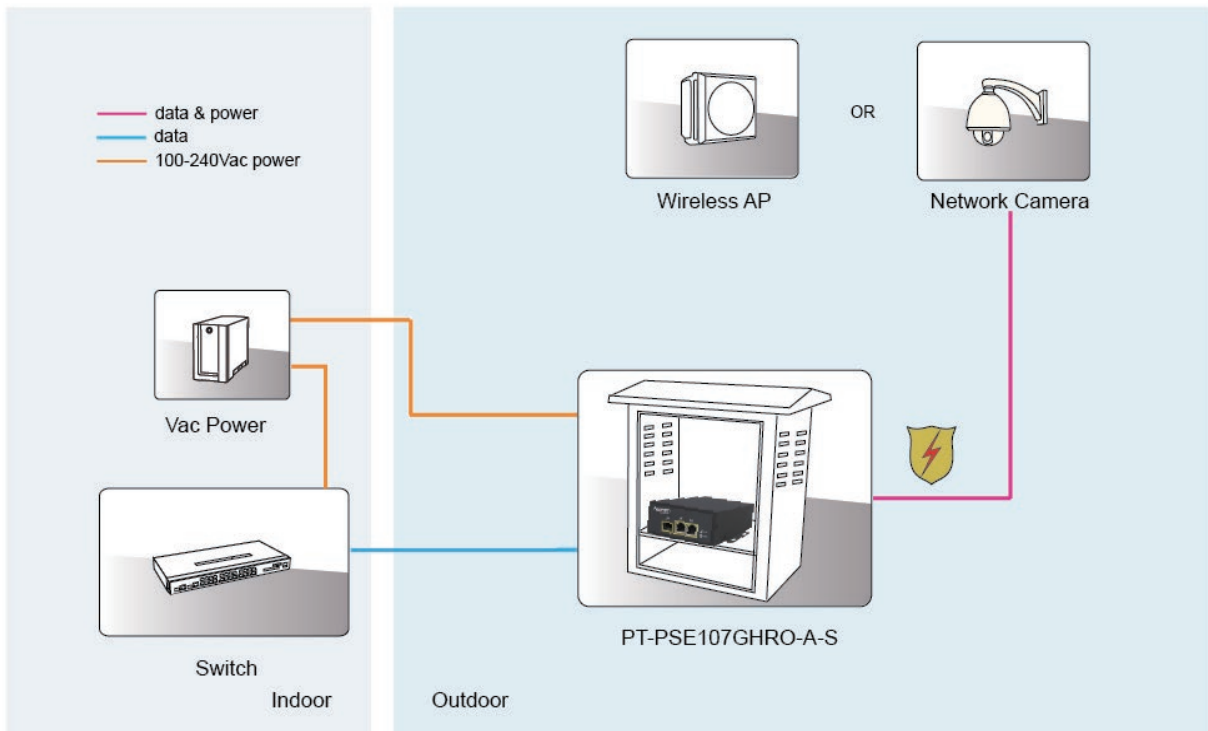 data & power
data
100-240Vac power
Wireless AP
OR
Network Camera
Vac Power
PT-PSE107GHRO-A-S
Switch
Indoor
Outdoor